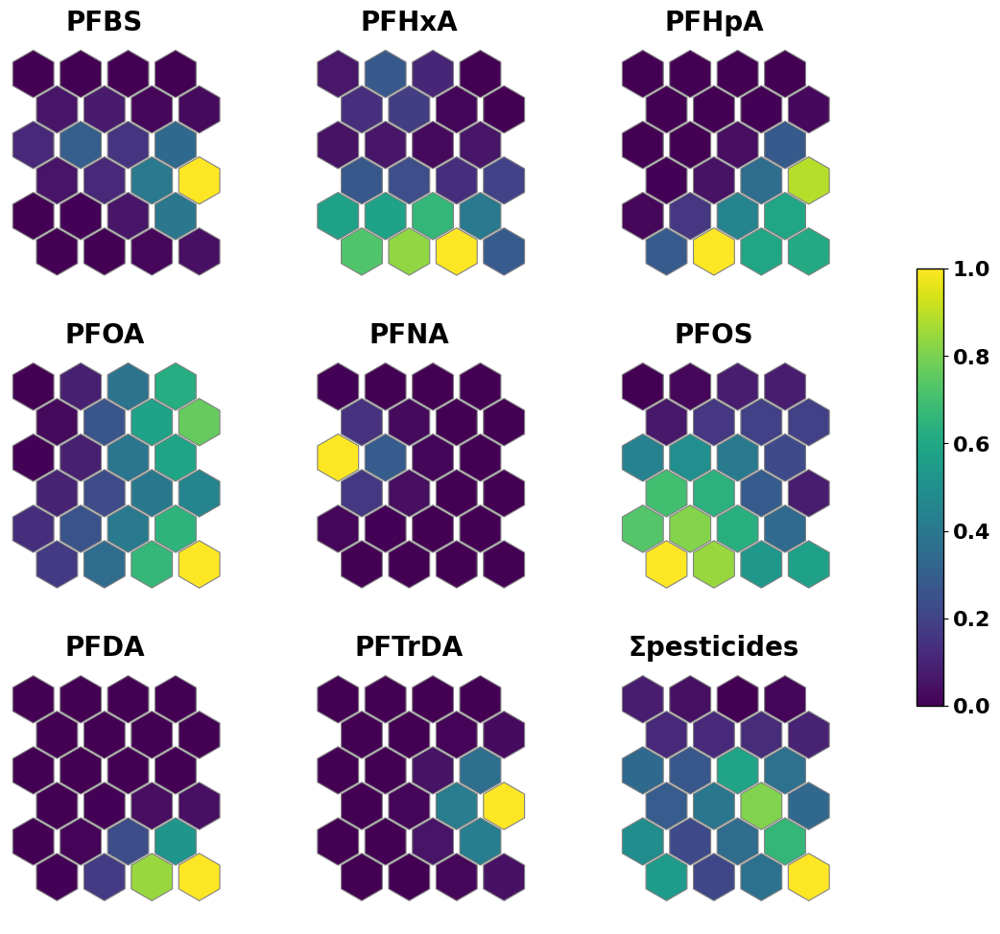 PFBS
PFHxA
PFHpA
PFOA
PFNA
PFOS
PFDA
PFTrDA
Σpesticides
1.0
0.8
0.6
0.4
0.2
0.0